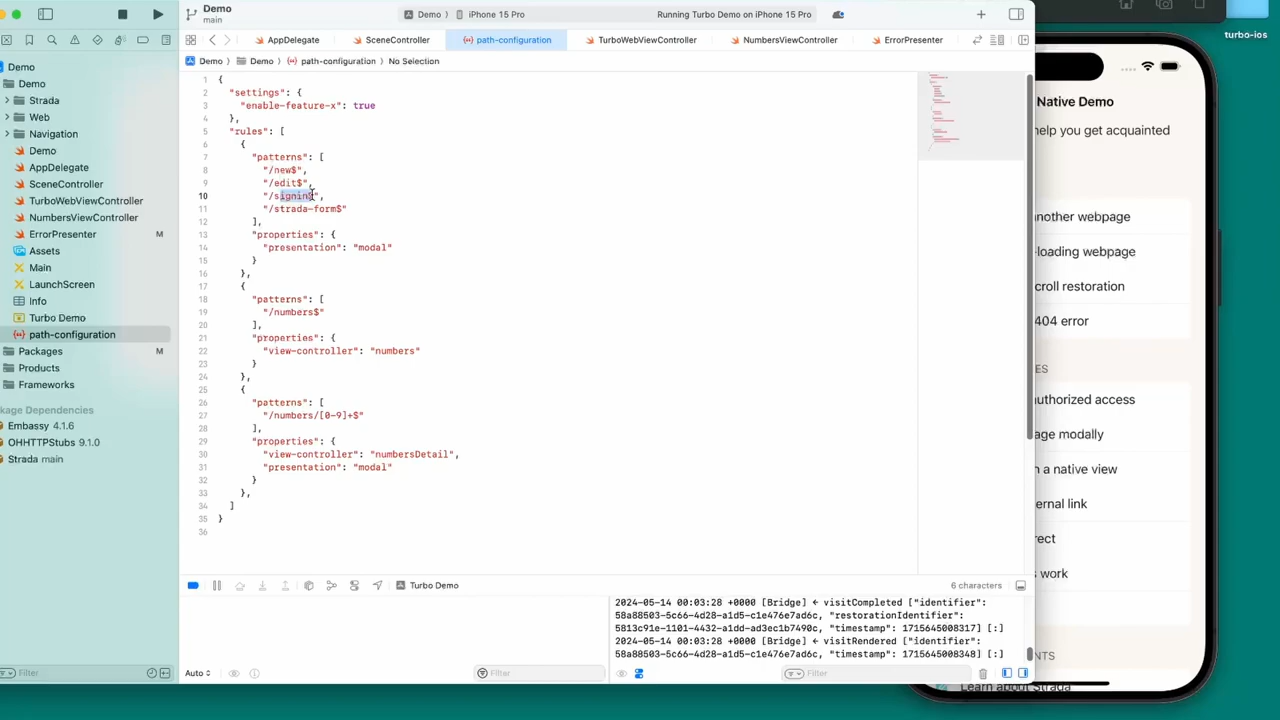 Demo
main
Demo
iPhone 15 Pro
Running Turbo Demo on iPhone 15 Pro
AppDelegate
SceneController
path-configuration
TurboWebViewController
NumbersViewController
ErrorPresenter
Demo
Demo
path-configuration
No Selection
Demo
Demo
Strada
Web
Navigation
Demo
AppDelegate
SceneController
TurboWebViewController
NumbersViewController
ErrorPresenter M
Assets
Main
LaunchScreen
Info
Turbo Demo
path-configuration
Packages M
Products
Frameworks
kage Dependencies
Embassy 4.1.6
OHHTTPStubs 9.1.0
Strada main
Filter
1 {
2 "settings": {
3 "enable-feature-x": true
4 },
5 "rules": [
6 {
7 "patterns": [
8 "/new$",
9 "/edit$",
10 "/signin$",
11 "/strada-form$"
12 ],
13 "properties": {
14 "presentation": "modal"
15 }
16 },
17 {
18 "patterns": [
19 "/numbers$"
20 ],
21 "properties": {
22 "view-controller": "numbers"
23 }
24 },
25 {
26 "patterns": [
27 "/numbers/[0-9]+$"
28 ],
29 "properties": {
30 "view-controller": "numbersDetail",
31 "presentation": "modal"
32 }
33 },
34 ]
35 }
36
Turbo Demo
6 characters
2024-05-14 00:03:28 +0000 [Bridge] ← visitCompleted ["identifier":
58a88503-5c66-4d28-a1d5-c1e476e7ad6c, "restorationIdentifier":
5813c91e-1101-4432-a1dd-ad3ec1b7490c, "timestamp": 1715645008317] [:]
2024-05-14 00:03:28 +0000 [Bridge] ← visitRendered ["identifier":
58a88503-5c66-4d28-a1d5-c1e476e7ad6c, "timestamp": 1715645008348] [:]
Auto
Filter
Filter
turbo-ios
Native Demo
help you get acquainted
another webpage
-loading webpage
croll restoration
404 error
ES
uthorized access
age modally
n a native view
ernal link
rect
s work
NTS
Learn about Strada